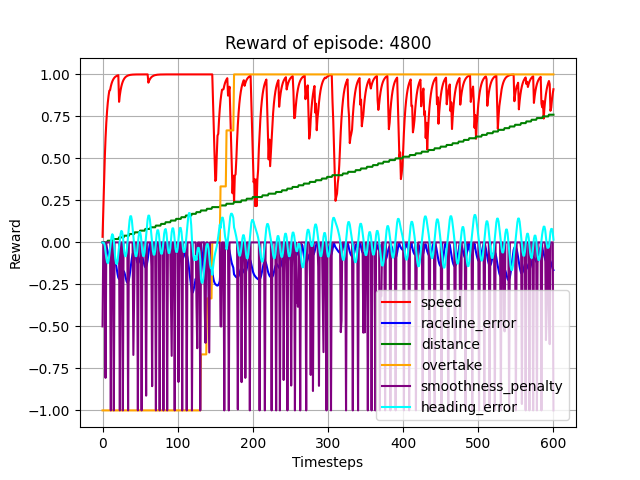 Reward of episode: 4800
1.00
0.75
0.50
0.25
0.00
−0.25
−0.50
−0.75
−1.00
Reward
speed
raceline_error
distance
overtake
smoothness_penalty
heading_error
0 100 200 300 400 500 600
Timesteps